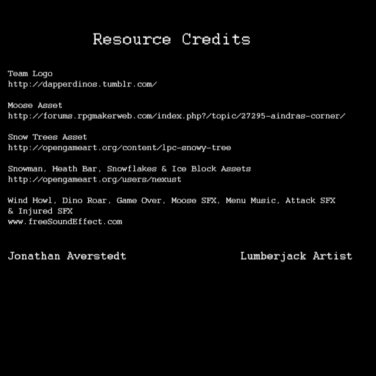 Resource Credits
Team Logo
http://dapperdinos.tumblr.com/
Moose Asset
http://forums.rpgmakerweb.com/index.php?/topic/27295-aindras-corner/
Snow Trees Asset
http://opengameart.org/content/lpc-snowy-tree
Snowman, Heath Bar, Snowflakes & Ice Block Assets
http://opengameart.org/users/nexust
Wind Howl, Dino Roar, Game Over, Moose SFX, Menu Music, Attack SFX
& Injured SFX
www.freeSoundEffect.com
Jonathan Averstedt Lumberjack Artist